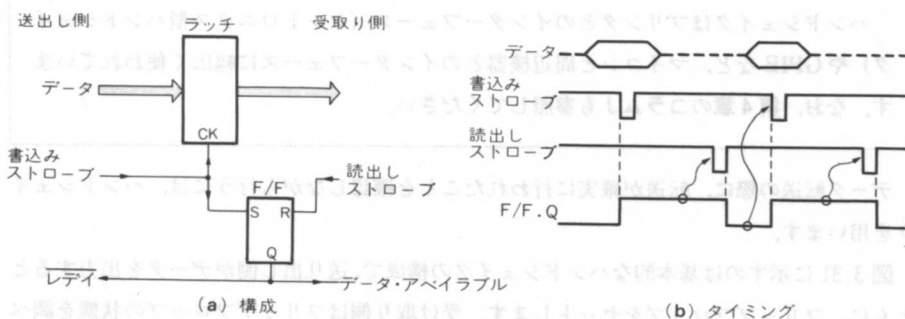 送出し側
ラッチ
受取り側
データ
CK
書込み
ストローブ
F/F
読出し
ストローブ
S R
Q
レディ
データ・アベイラブル
(a) 構成
データ
書込み
ストローブ
読出し
ストローブ
F/F.Q
(b) タイミング